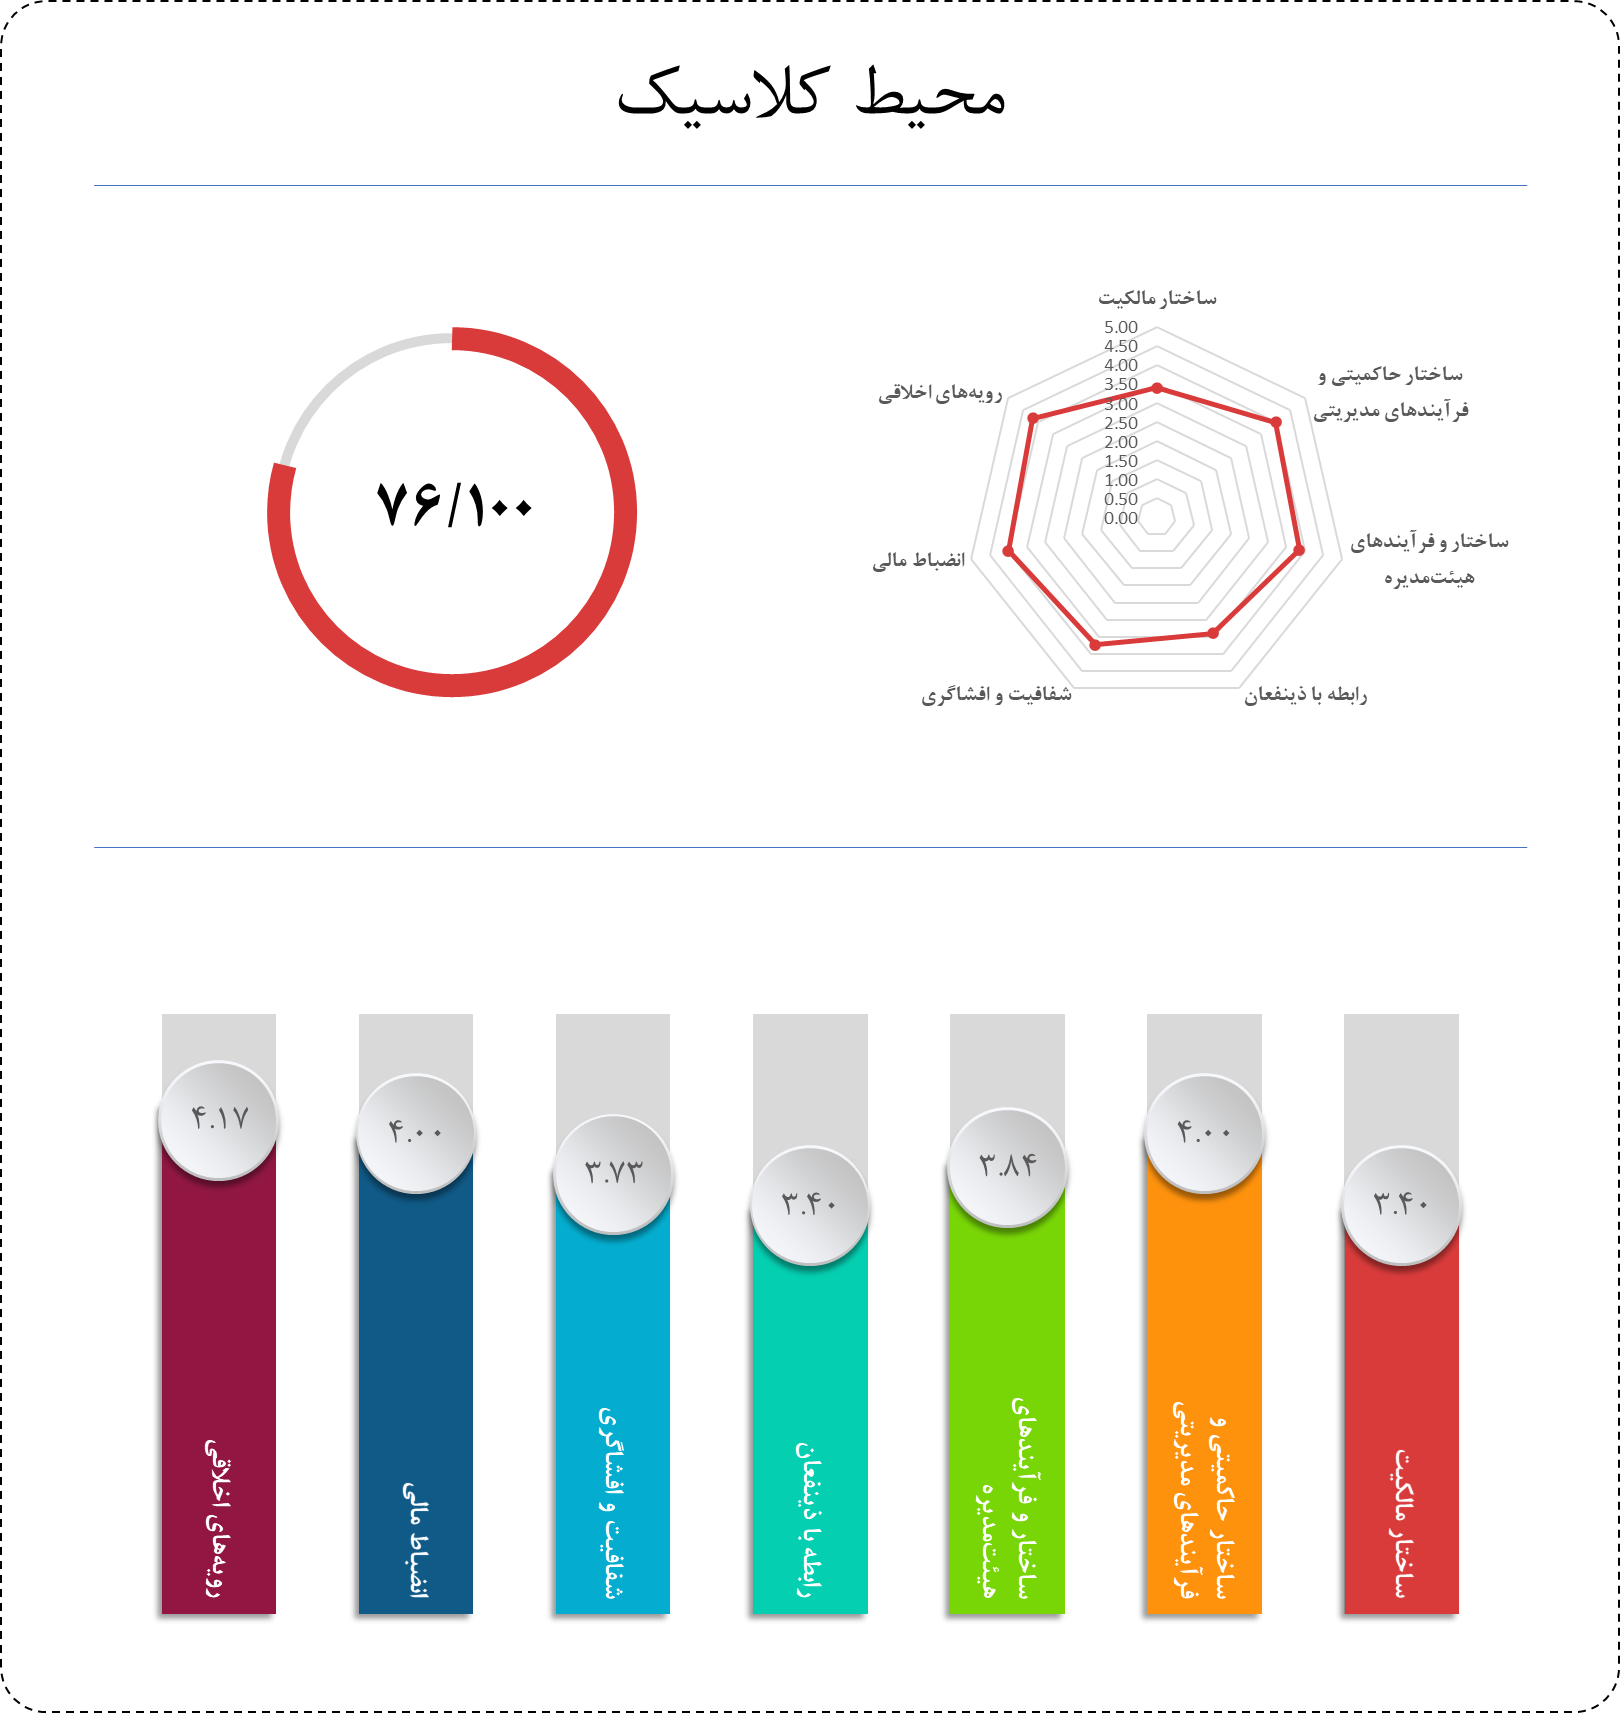 محیط کلاسیک
ساختار مالکیت
5.00
4.50
4.00
3.50
3.00
2.50
2.00
1.50
1.00
0.50
0.00
ساختار حاکمیتی و
فرآیندهای مدیریتی
ساختار و فرآیندهای
هیئت‌مدیره
رابطه با ذینفعان
شفافیت و افشاگری
انضباط مالی
رویه‌های اخلاقی
۷۶/۱۰۰
۳.۴۰
ساختار مالکیت
۴.۰۰
ساختار حاکمیتی و
فرآیندهای مدیریتی
۳.۸۴
ساختار و فرآیندهای
هیئت‌مدیره
۳.۴۰
رابطه با ذینفعان
۳.۷۳
شفافیت و افشاگری
۴.۰۰
انضباط مالی
۴.۱۷
رویه‌های اخلاقی